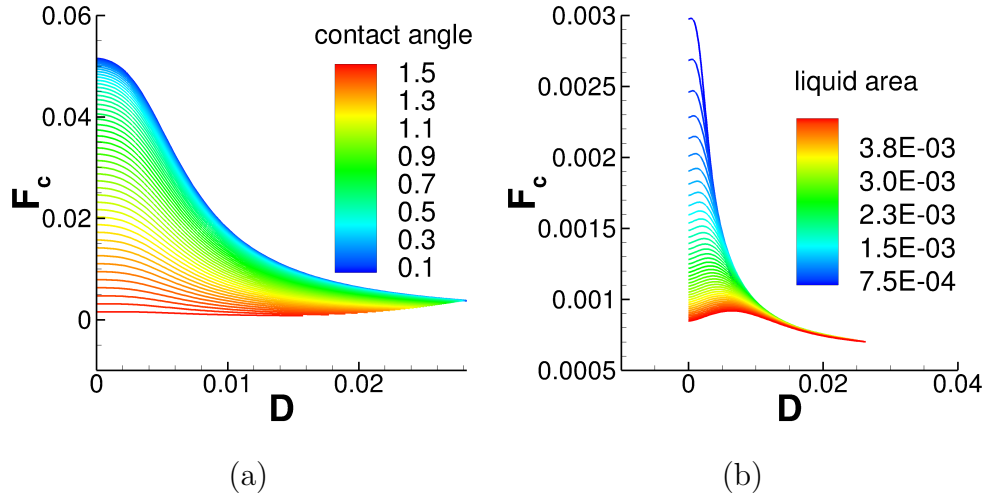 0.06
contact angle
1.5
1.3
1.1
0.9
0.7
0.5
0.3
0.1
0.04
0.02
0
F_c
0
0.01
0.02
D
(a)
0.003
0.0025
0.002
0.0015
0.001
0.0005
F_c
liquid area
3.8E-03
3.0E-03
2.3E-03
1.5E-03
7.5E-04
0
0.02
0.04
D
(b)